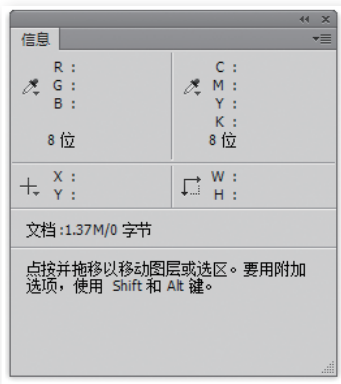 信息
R :
G :
B :
8 位
C :
M :
Y :
K :
8 位
X :
Y :
W :
H :
文档:1.37M/0 字节
点按并拖移以移动图层或选区。要用附加
选项，使用 Shift 和 Alt 键。